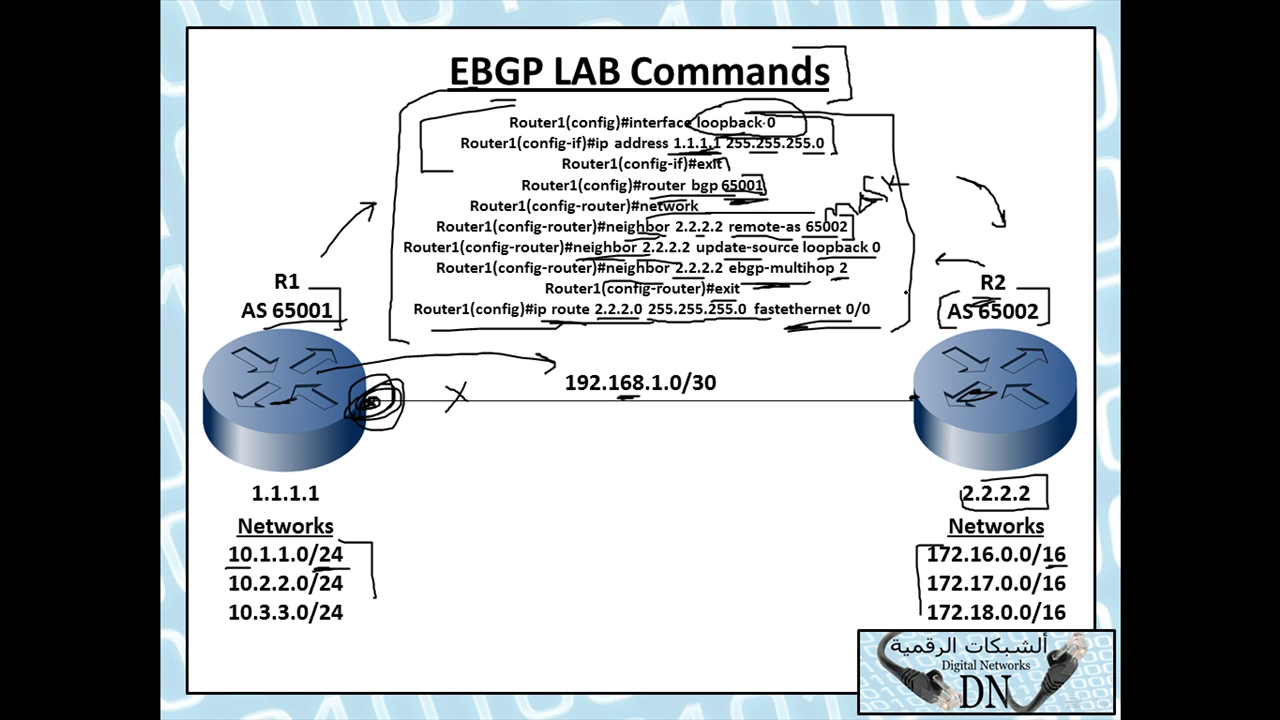 EBGP LAB Commands
Router1(config)#interface loopback 0
Router1(config-if)#ip address 1.1.1.1 255.255.255.0
Router1(config-if)#exit
Router1(config)#router bgp 65001
Router1(config-router)#network
Router1(config-router)#neighbor 2.2.2.2 remote-as 65002
Router1(config-router)#neighbor 2.2.2.2 update-source loopback 0
Router1(config-router)#neighbor 2.2.2.2 ebgp-multihop 2
Router1(config-router)#exit
Router1(config)#ip route 2.2.2.0 255.255.255.0 fastethernet 0/0
R1
AS 65001
R2
AS 65002
192.168.1.0/30
1.1.1.1
Networks
10.1.1.0/24
10.2.2.0/24
10.3.3.0/24
2.2.2.2
Networks
172.16.0.0/16
172.17.0.0/16
172.18.0.0/16
ألشبكات الرقمية
Digital Networks
DN